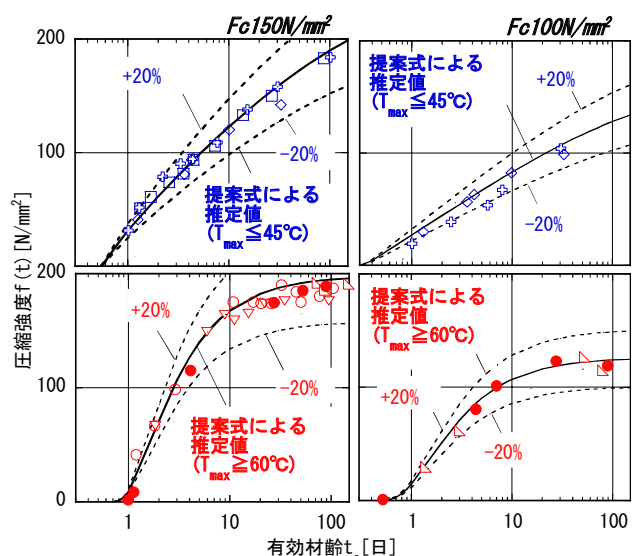 Fc150N/mm²
Fc100N/mm²
200
+20%
100
-20%
提案式による
推定値
(Tmax≦45℃)
0
提案式による
推定値
(Tmax≦45℃)
+20%
-20%
圧縮強度f(t)[N/mm²]
200
+20%
100
-20%
提案式による
推定値
(Tmax≧60℃)
0
1
10
100
提案式による
推定値
(Tmax≧60℃)
+20%
-20%
1
10
100
有効材齢te[日]